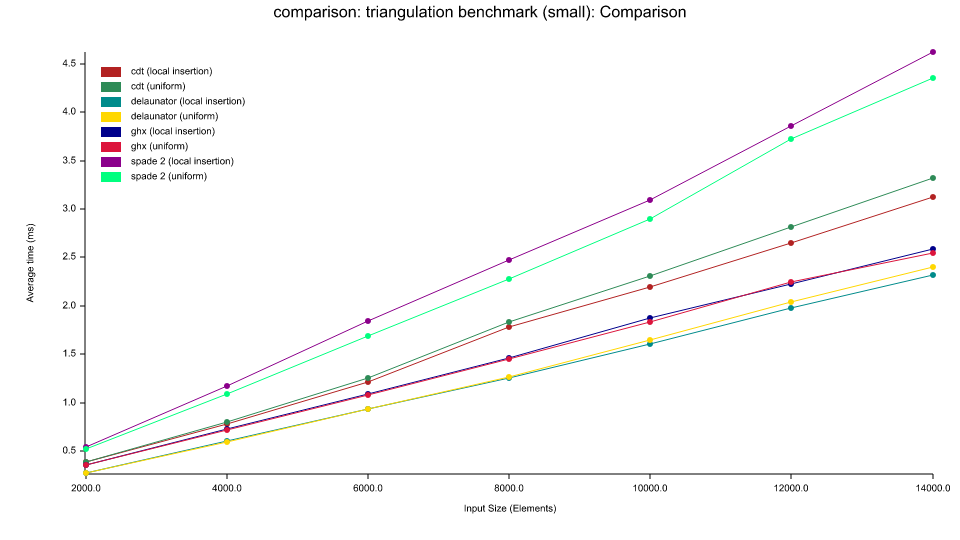 comparison: triangulation benchmark (small): Comparison
4.5
4.0
3.5
3.0
2.5
2.0
1.5
1.0
0.5
Average time (ms)
cdt (local insertion)
cdt (uniform)
delaunator (local insertion)
delaunator (uniform)
ghx (local insertion)
ghx (uniform)
spade 2 (local insertion)
spade 2 (uniform)
2000.0 4000.0 6000.0 8000.0 10000.0 12000.0 14000.0
Input Size (Elements)